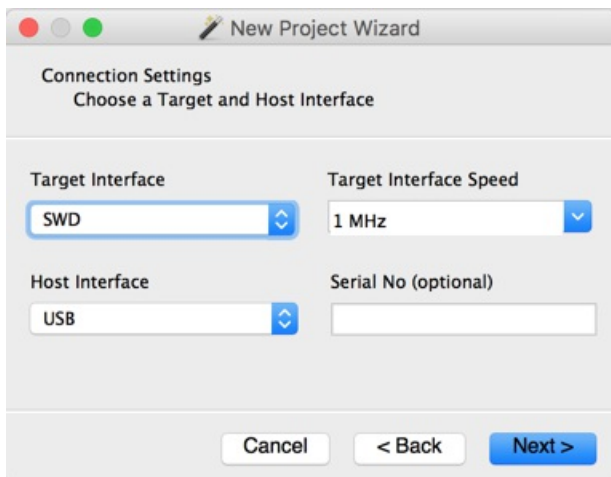 New Project Wizard
Connection Settings
Choose a Target and Host Interface
Target Interface
Target Interface Speed
SWD
1 MHz
Host Interface
Serial No (optional)
USB
Cancel
< Back
Next >